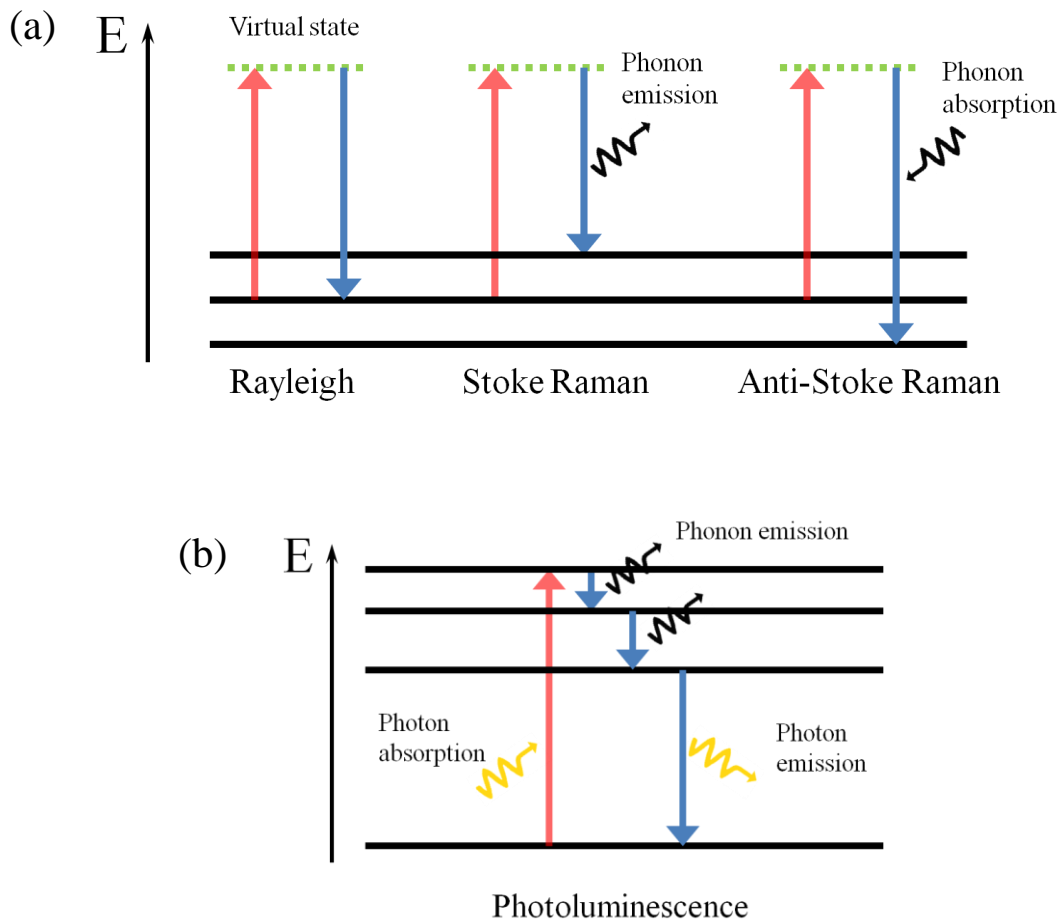 (a)
E
Virtual state
Phonon
emission
Phonon
absorption
Rayleigh
Stoke Raman
Anti-Stoke Raman
(b)
E
Phonon emission
Photon
absorption
Photon
emission
Photoluminescence